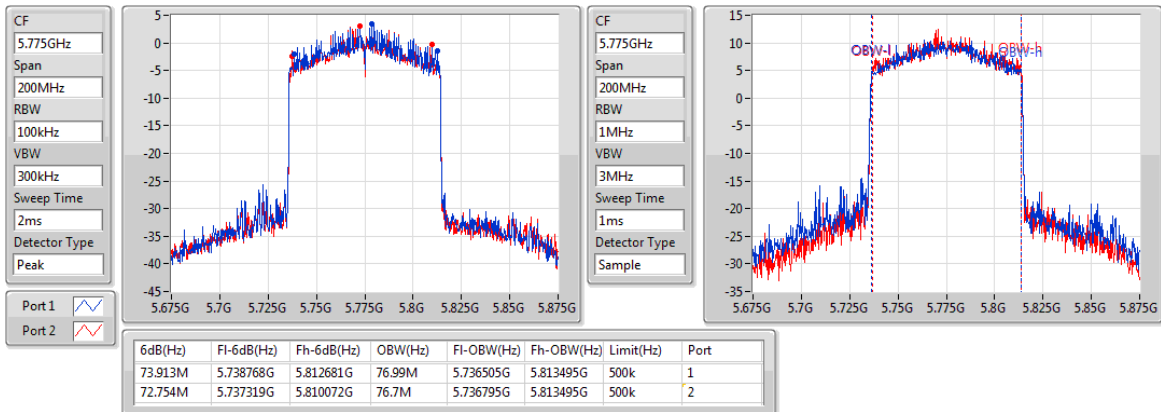 CF
5.775GHz
Span
200MHz
RBW
100kHz
VBW
300kHz
Sweep Time
2ms
Detector Type
Peak
Port 1
Port 2
5
0
-5
-10
-15
-20
-25
-30
-35
-40
-45
5.675G 5.7G 5.725G 5.75G 5.775G 5.8G 5.825G 5.85G 5.875G
CF
5.775GHz
Span
200MHz
RBW
1MHz
VBW
3MHz
Sweep Time
1ms
Detector Type
Sample
15
10
5
0
-5
-10
-15
-20
-25
-30
-35
OBW-l
OBW-h
OBW-h
5.675G 5.7G 5.725G 5.75G 5.775G 5.8G 5.825G 5.85G 5.875G
6dB(Hz) Fl-6dB(Hz) Fh-6dB(Hz) OBW(Hz) Fl-OBW(Hz) Fh-OBW(Hz) Limit(Hz) Port
73.913M 5.738768G 5.812681G 76.99M 5.736505G 5.813495G 500k 1
72.754M 5.737319G 5.810072G 76.7M 5.736795G 5.813495G 500k 2